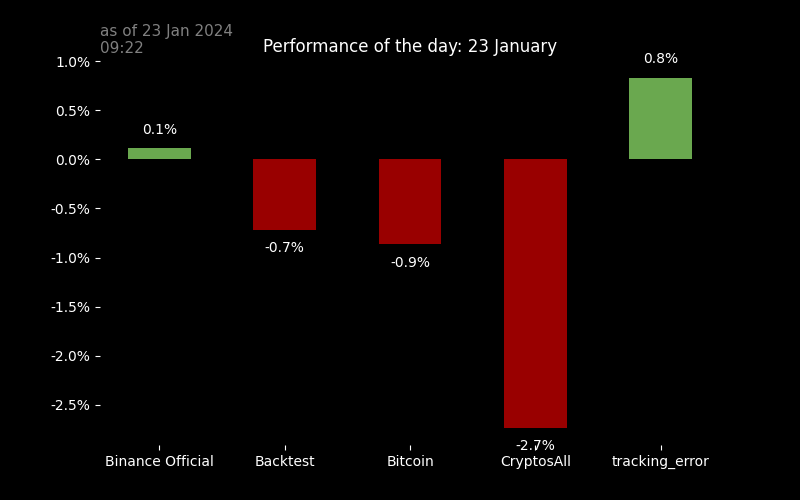 as of 23 Jan 2024
09:22
Performance of the day: 23 January
1.0%
0.5%
0.0%
-0.5%
-1.0%
-1.5%
-2.0%
-2.5%
0.1%
-0.7%
-0.9%
-2.7%
0.8%
Binance Official
Backtest
Bitcoin
CryptosAll
tracking_error